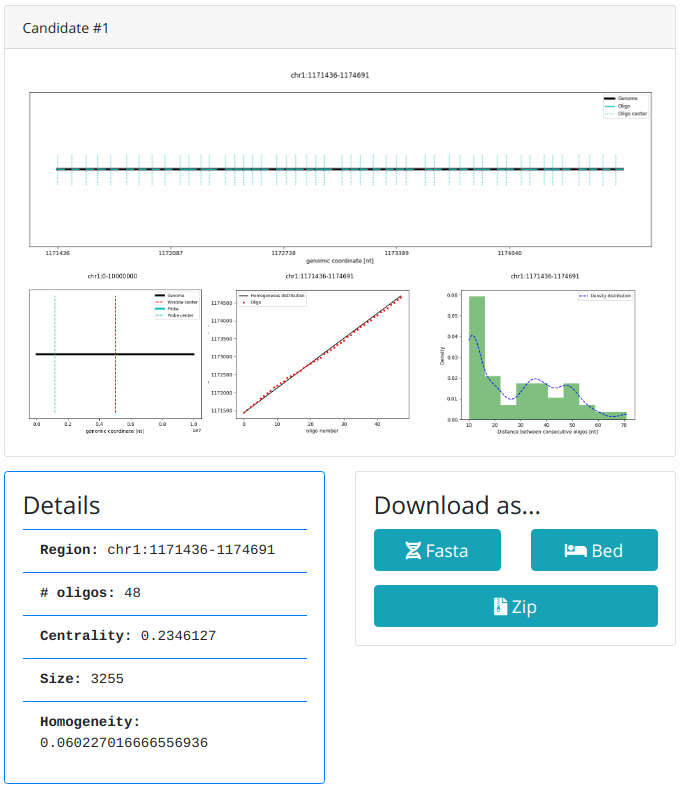 Candidate #1
chr1:1171436-1174691
Genome
Oligo
Oligo center
1171436
1172087
1172738
1173389
1174040
genomic coordinate [nt]
chr1:0-10000000
Genome
Window center
Probe
Probe center
0.0
0.2
0.4
0.6
0.8
1.0
genomic coordinate [nt]
1e7
chr1:1171436-1174691
Homogeneous distribution
Oligo
1174500
1174000
1173500
1173000
1172500
1172000
1171500
0
10
20
30
40
oligo number
chr1:1171436-1174691
Density distribution
0.06
0.05
0.04
0.03
0.02
0.01
0.00
Density
10
20
30
40
50
60
70
Distance between consecutive oligos [nt]
Details
Region: chr1:1171436-1174691
# oligos: 48
Centrality: 0.2346127
Size: 3255
Homogeneity:
0.060227016666556936
Download as...
Fasta
Bed
Zip